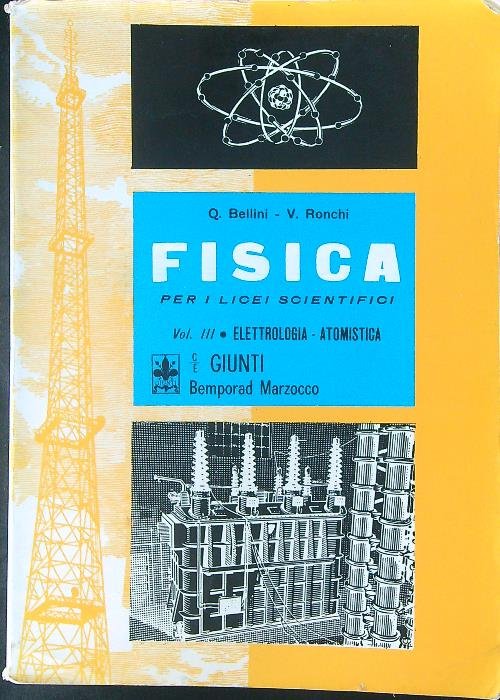 Q. Bellini - V. Ronchi
FISICA
PER I LICEI SCIENTIFICI
Vol. III • ELETTROLOGIA - ATOMISTICA
C/E GIUNTI
Bemporad Marzocco